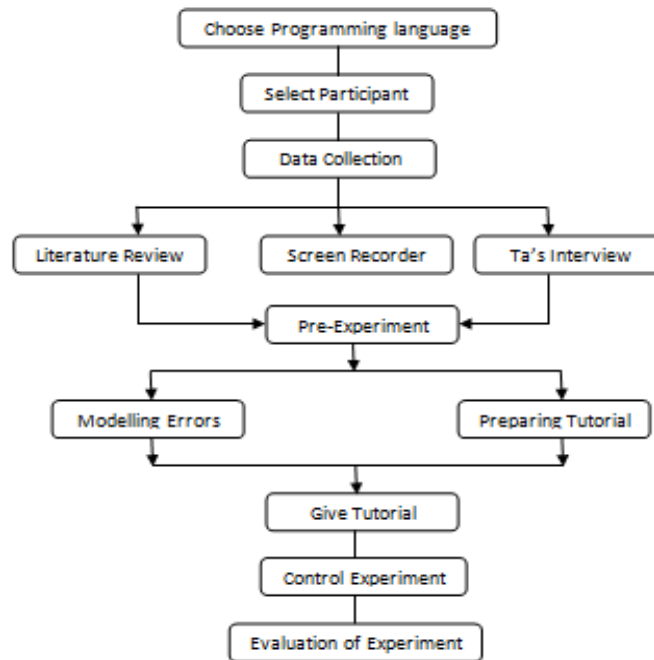 Choose Programming language
Select Participant
Data Collection
Literature Review
Screen Recorder
Ta's Interview
Pre-Experiment
Modelling Errors
Preparing Tutorial
Give Tutorial
Control Experiment
Evaluation of Experiment